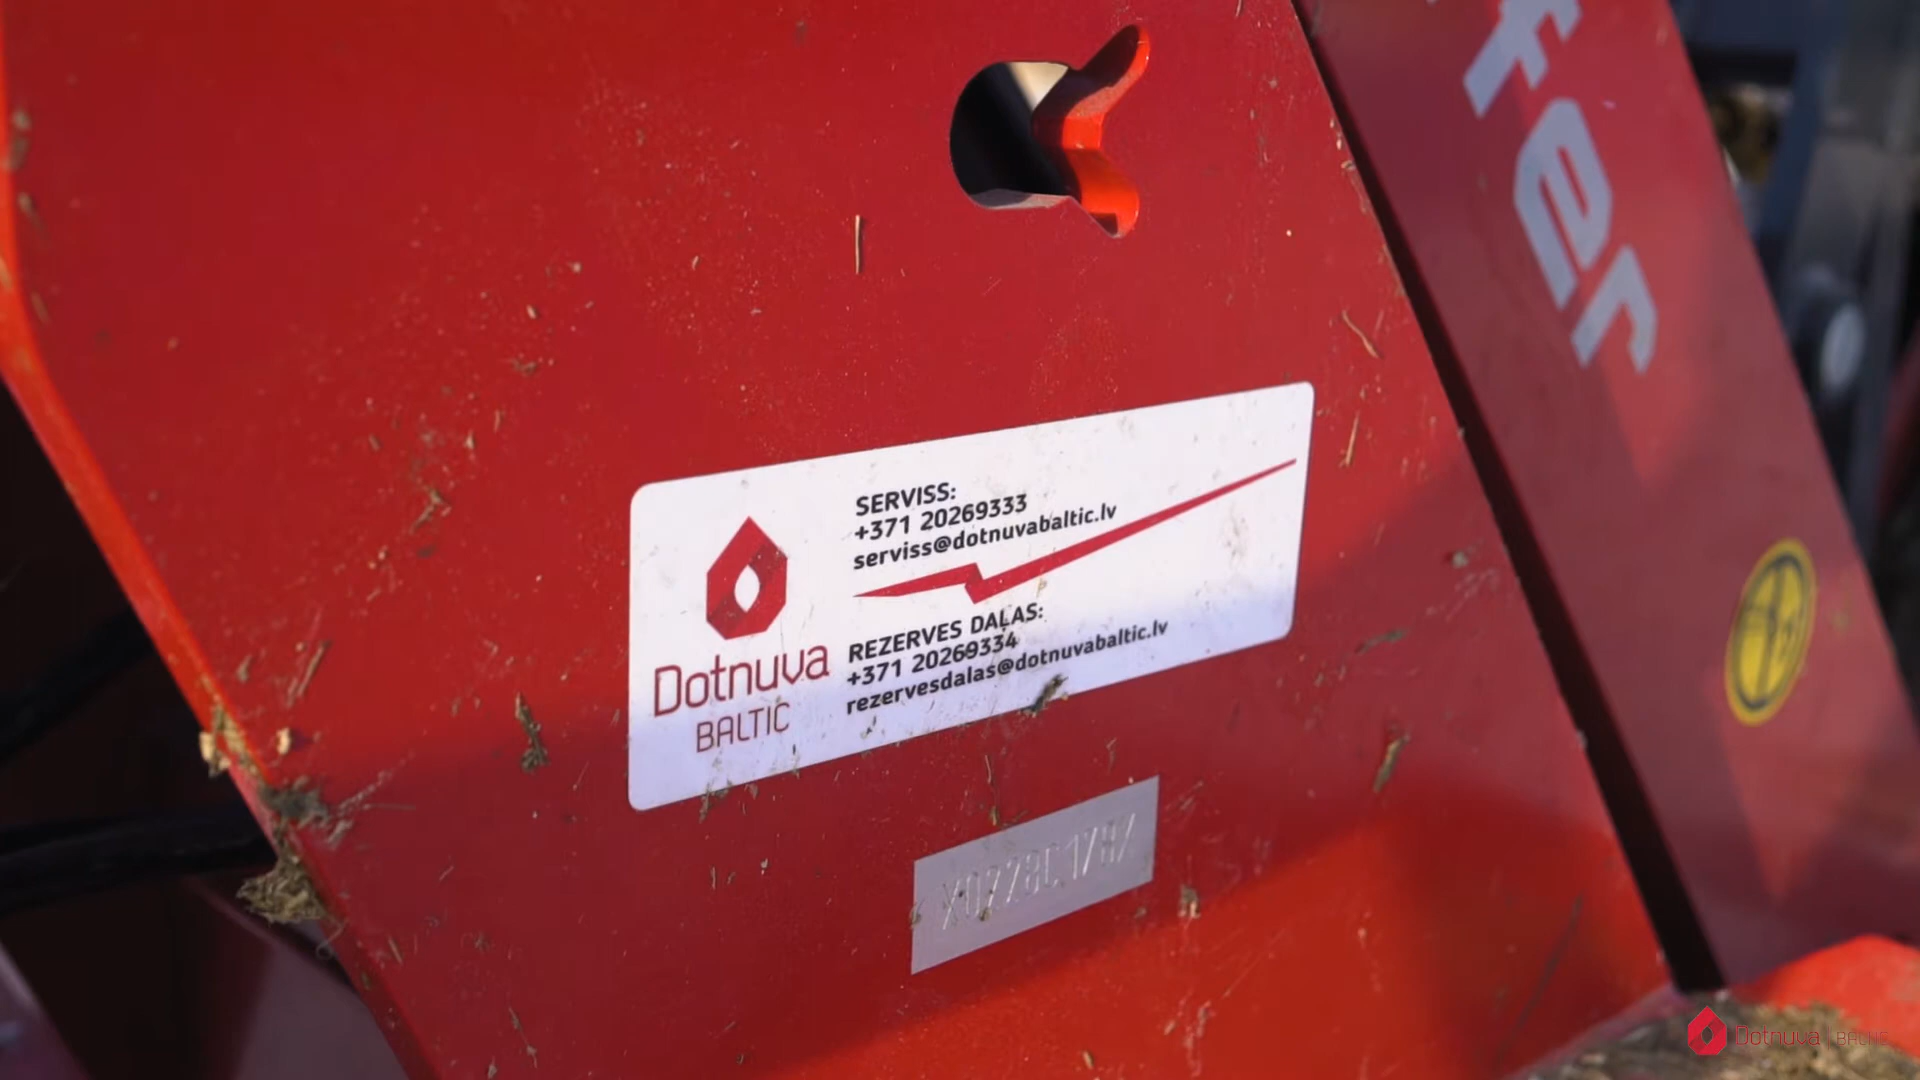 fer
SERVISS:
+371 20269333
serviss@dotnuvabaltic.lv
REZERVES DAĻAS:
+371 20269334
rezervesdalas@dotnuvabaltic.lv
Dotnuva
BALTIC
Dotnuva | BALTIC